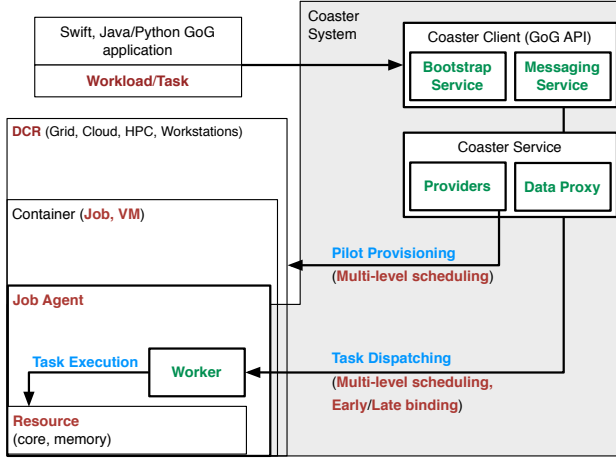 Swift, Java/Python GoG
application
Workload/Task
Coaster
System
Coaster Client (GoG API)
Bootstrap
Service
Messaging
Service
DCR (Grid, Cloud, HPC, Workstations)
Coaster Service
Providers
Data Proxy
Container (Job, VM)
Pilot Provisioning
(Multi-level scheduling)
Job Agent
Task Execution
Worker
Task Dispatching
(Multi-level scheduling,
Early/Late binding)
Resource
(core, memory)